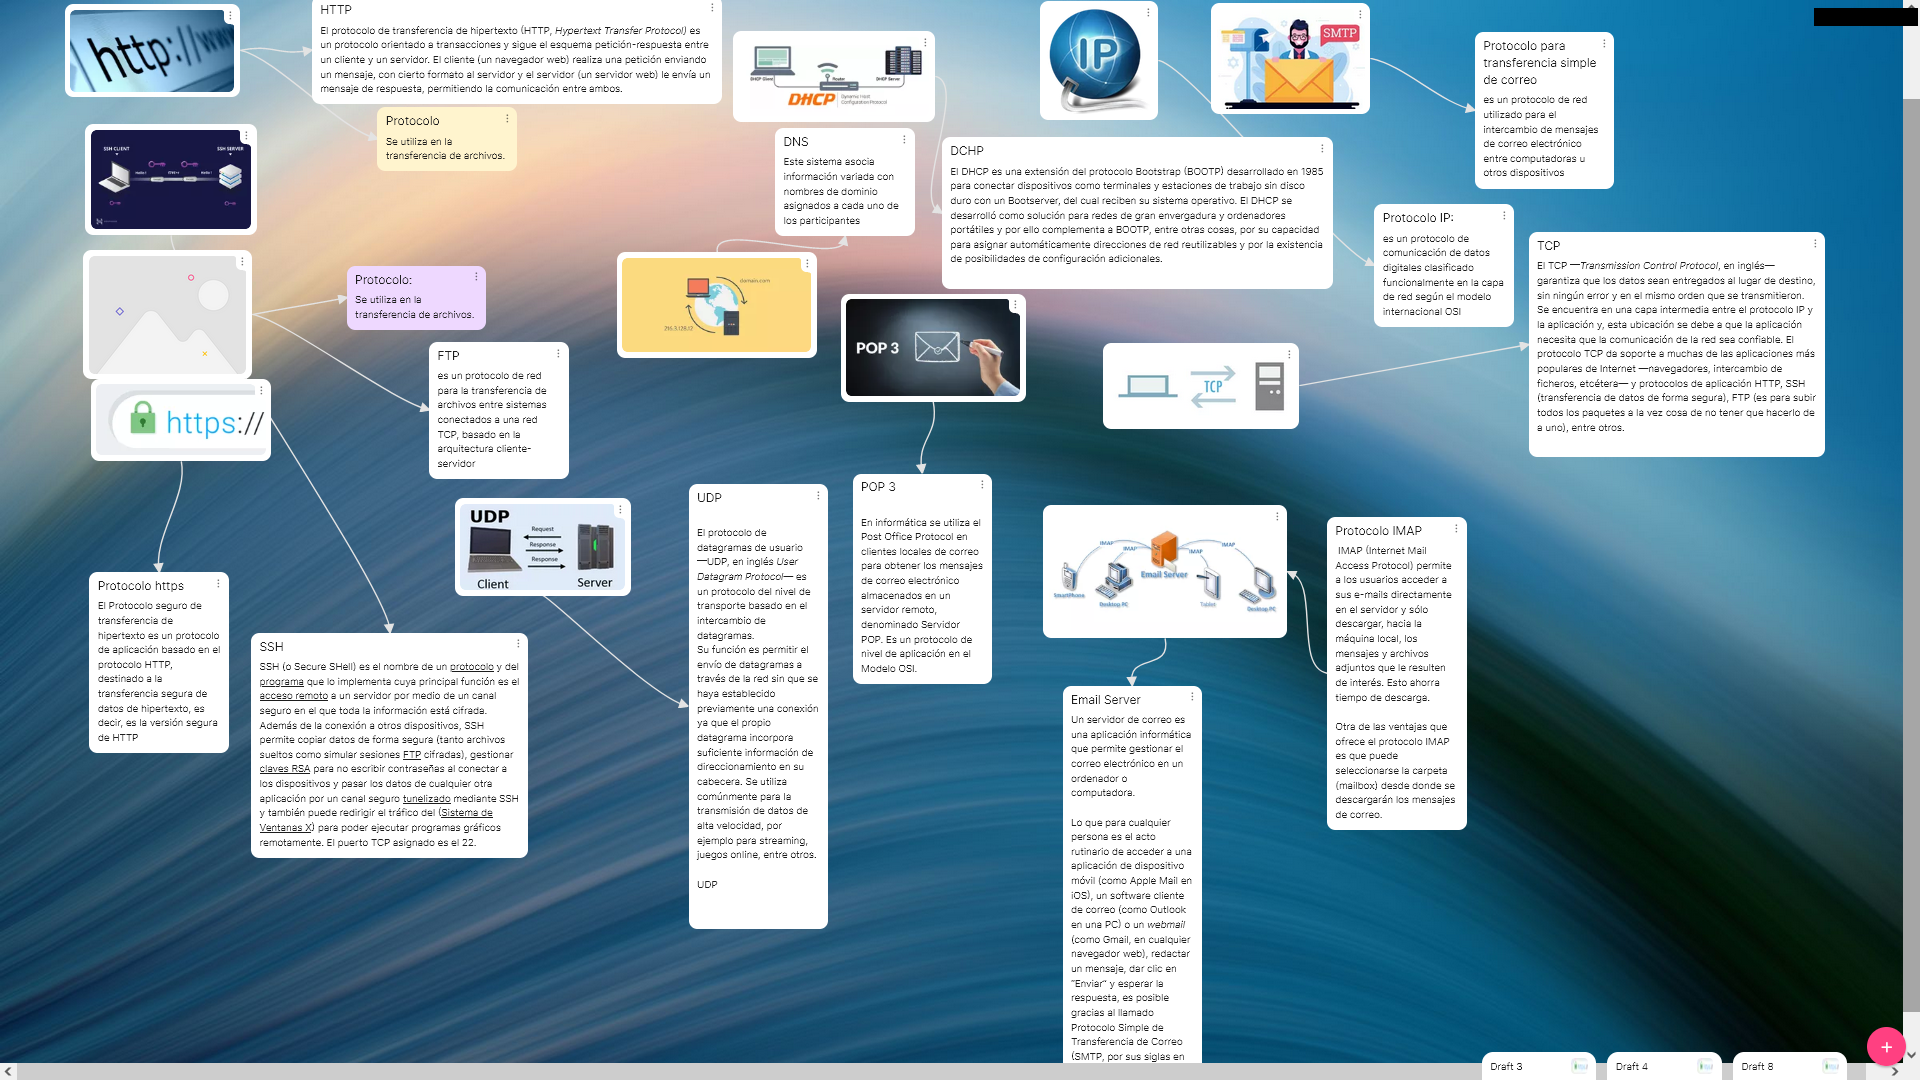 http://www
HTTP
El protocolo de transferencia de hipertexto (HTTP, Hypertext Transfer Protocol) es
un protocolo orientado a transacciones y sigue el esquema petición-respuesta entre
un cliente y un servidor. El cliente (un navegador web) realiza una petición enviando
un mensaje, con cierto formato al servidor y el servidor (un servidor web) le envía un
mensaje de respuesta, permitiendo la comunicación entre ambos.
Protocolo
Se utiliza en la
transferencia de archivos.
SSH CLIENT
SSH SERVER
Protocolo:
Se utiliza en la
transferencia de archivos.
FTP
es un protocolo de red
para la transferencia de
archivos entre sistemas
conectados a una red
TCP, basado en la
arquitectura cliente-
servidor
https://
Protocolo https
El Protocolo seguro de
transferencia de
hipertexto es un protocolo
de aplicación basado en el
protocolo HTTP,
destinado a la
transferencia segura de
datos de hipertexto, es
decir, es la versión segura
de HTTP
SSH
SSH (o Secure SHell) es el nombre de un protocolo y del
programa que lo implementa cuya principal función es el
acceso remoto a un servidor por medio de un canal
seguro en el que toda la información está cifrada.
Además de la conexión a otros dispositivos, SSH
permite copiar datos de forma segura (tanto archivos
sueltos como simular sesiones FTP cifradas), gestionar
claves RSA para no escribir contraseñas al conectar a
los dispositivos y pasar los datos de cualquier otra
aplicación por un canal seguro tunelizado mediante SSH
y también puede redirigir el tráfico del (Sistema de
Ventanas X) para poder ejecutar programas gráficos
remotamente. El puerto TCP asignado es el 22.
UDP
Request
Response
Response
Client
Server
UDP
El protocolo de
datagramas de usuario
—UDP, en inglés User
Datagram Protocol— es
un protocolo del nivel de
transporte basado en el
intercambio de
datagramas.
Su función es permitir el
envío de datagramas a
través de la red sin que se
haya establecido
previamente una conexión
ya que el propio
datagrama incorpora
suficiente información de
direccionamiento en su
cabecera. Se utiliza
comúnmente para la
transmisión de datos de
alta velocidad, por
ejemplo para streaming,
juegos online, entre otros.
UDP
DHCP Client
Router
DHCP Server
DHCP
Dynamic Host
Configuration Protocol
DNS
Este sistema asocia
información variada con
nombres de dominio
asignados a cada uno de
los participantes
domain.com
DCHP
El DHCP es una extensión del protocolo Bootstrap (BOOTP) desarrollado en 1985
para conectar dispositivos como terminales y estaciones de trabajo sin disco
duro con un Bootserver, del cual reciben su sistema operativo. El DHCP se
desarrolló como solución para redes de gran envergadura y ordenadores
portátiles y por ello complementa a BOOTP, entre otras cosas, por su capacidad
para asignar automáticamente direcciones de red reutilizables y por la existencia
de posibilidades de configuración adicionales.
POP 3
POP 3
En informática se utiliza el
Post Office Protocol en
clientes locales de correo
para obtener los mensajes
de correo electrónico
almacenados en un
servidor remoto,
denominado Servidor
POP. Es un protocolo de
nivel de aplicación en el
Modelo OSI.
IP
SMTP
Protocolo para
transferencia simple
de correo
es un protocolo de red
utilizado para el
intercambio de mensajes
de correo electrónico
entre computadoras u
otros dispositivos
Protocolo IP:
es un protocolo de
comunicación de datos
digitales clasificado
funcionalmente en la capa
de red según el modelo
internacional OSI
TCP
TCP
El TCP —Transmission Control Protocol, en inglés—
garantiza que los datos sean entregados al lugar de destino,
sin ningún error y en el mismo orden que se transmitieron.
Se encuentra en una capa intermedia entre el protocolo IP y
la aplicación y, esta ubicación se debe a que la aplicación
necesita que la comunicación de la red sea confiable. El
protocolo TCP da soporte a muchas de las aplicaciones más
populares de Internet —navegadores, intercambio de
ficheros, etcétera— y protocolos de aplicación HTTP, SSH
(transferencia de datos de forma segura), FTP (es para subir
todos los paquetes a la vez cosa de no tener que hacerlo de
a uno), entre otros.
IMAP
IMAP
IMAP
IMAP
Email Server
SmartPhone
Desktop PC
Tablet
Desktop PC
Protocolo IMAP
IMAP (Internet Mail
Access Protocol) permite
a los usuarios acceder a
sus e-mails directamente
en el servidor y sólo
descargar, hacia la
máquina local, los
mensajes y archivos
adjuntos que le resulten
de interés. Esto ahorra
tiempo de descarga.
Otra de las ventajas que
ofrece el protocolo IMAP
es que puede
seleccionarse la carpeta
(mailbox) desde donde se
descargarán los mensajes
de correo.
Email Server
Un servidor de correo es
una aplicación informática
que permite gestionar el
correo electrónico en un
ordenador o
computadora.
Lo que para cualquier
persona es el acto
rutinario de acceder a una
aplicación de dispositivo
móvil (como Apple Mail en
iOS), un software cliente
de correo (como Outlook
en una PC) o un webmail
(como Gmail, en cualquier
navegador web), redactar
un mensaje, dar clic en
"Enviar" y esperar la
respuesta, es posible
gracias al llamado
Protocolo Simple de
Transferencia de Correo
(SMTP, por sus siglas en
Draft 3
Draft 4
Draft 8